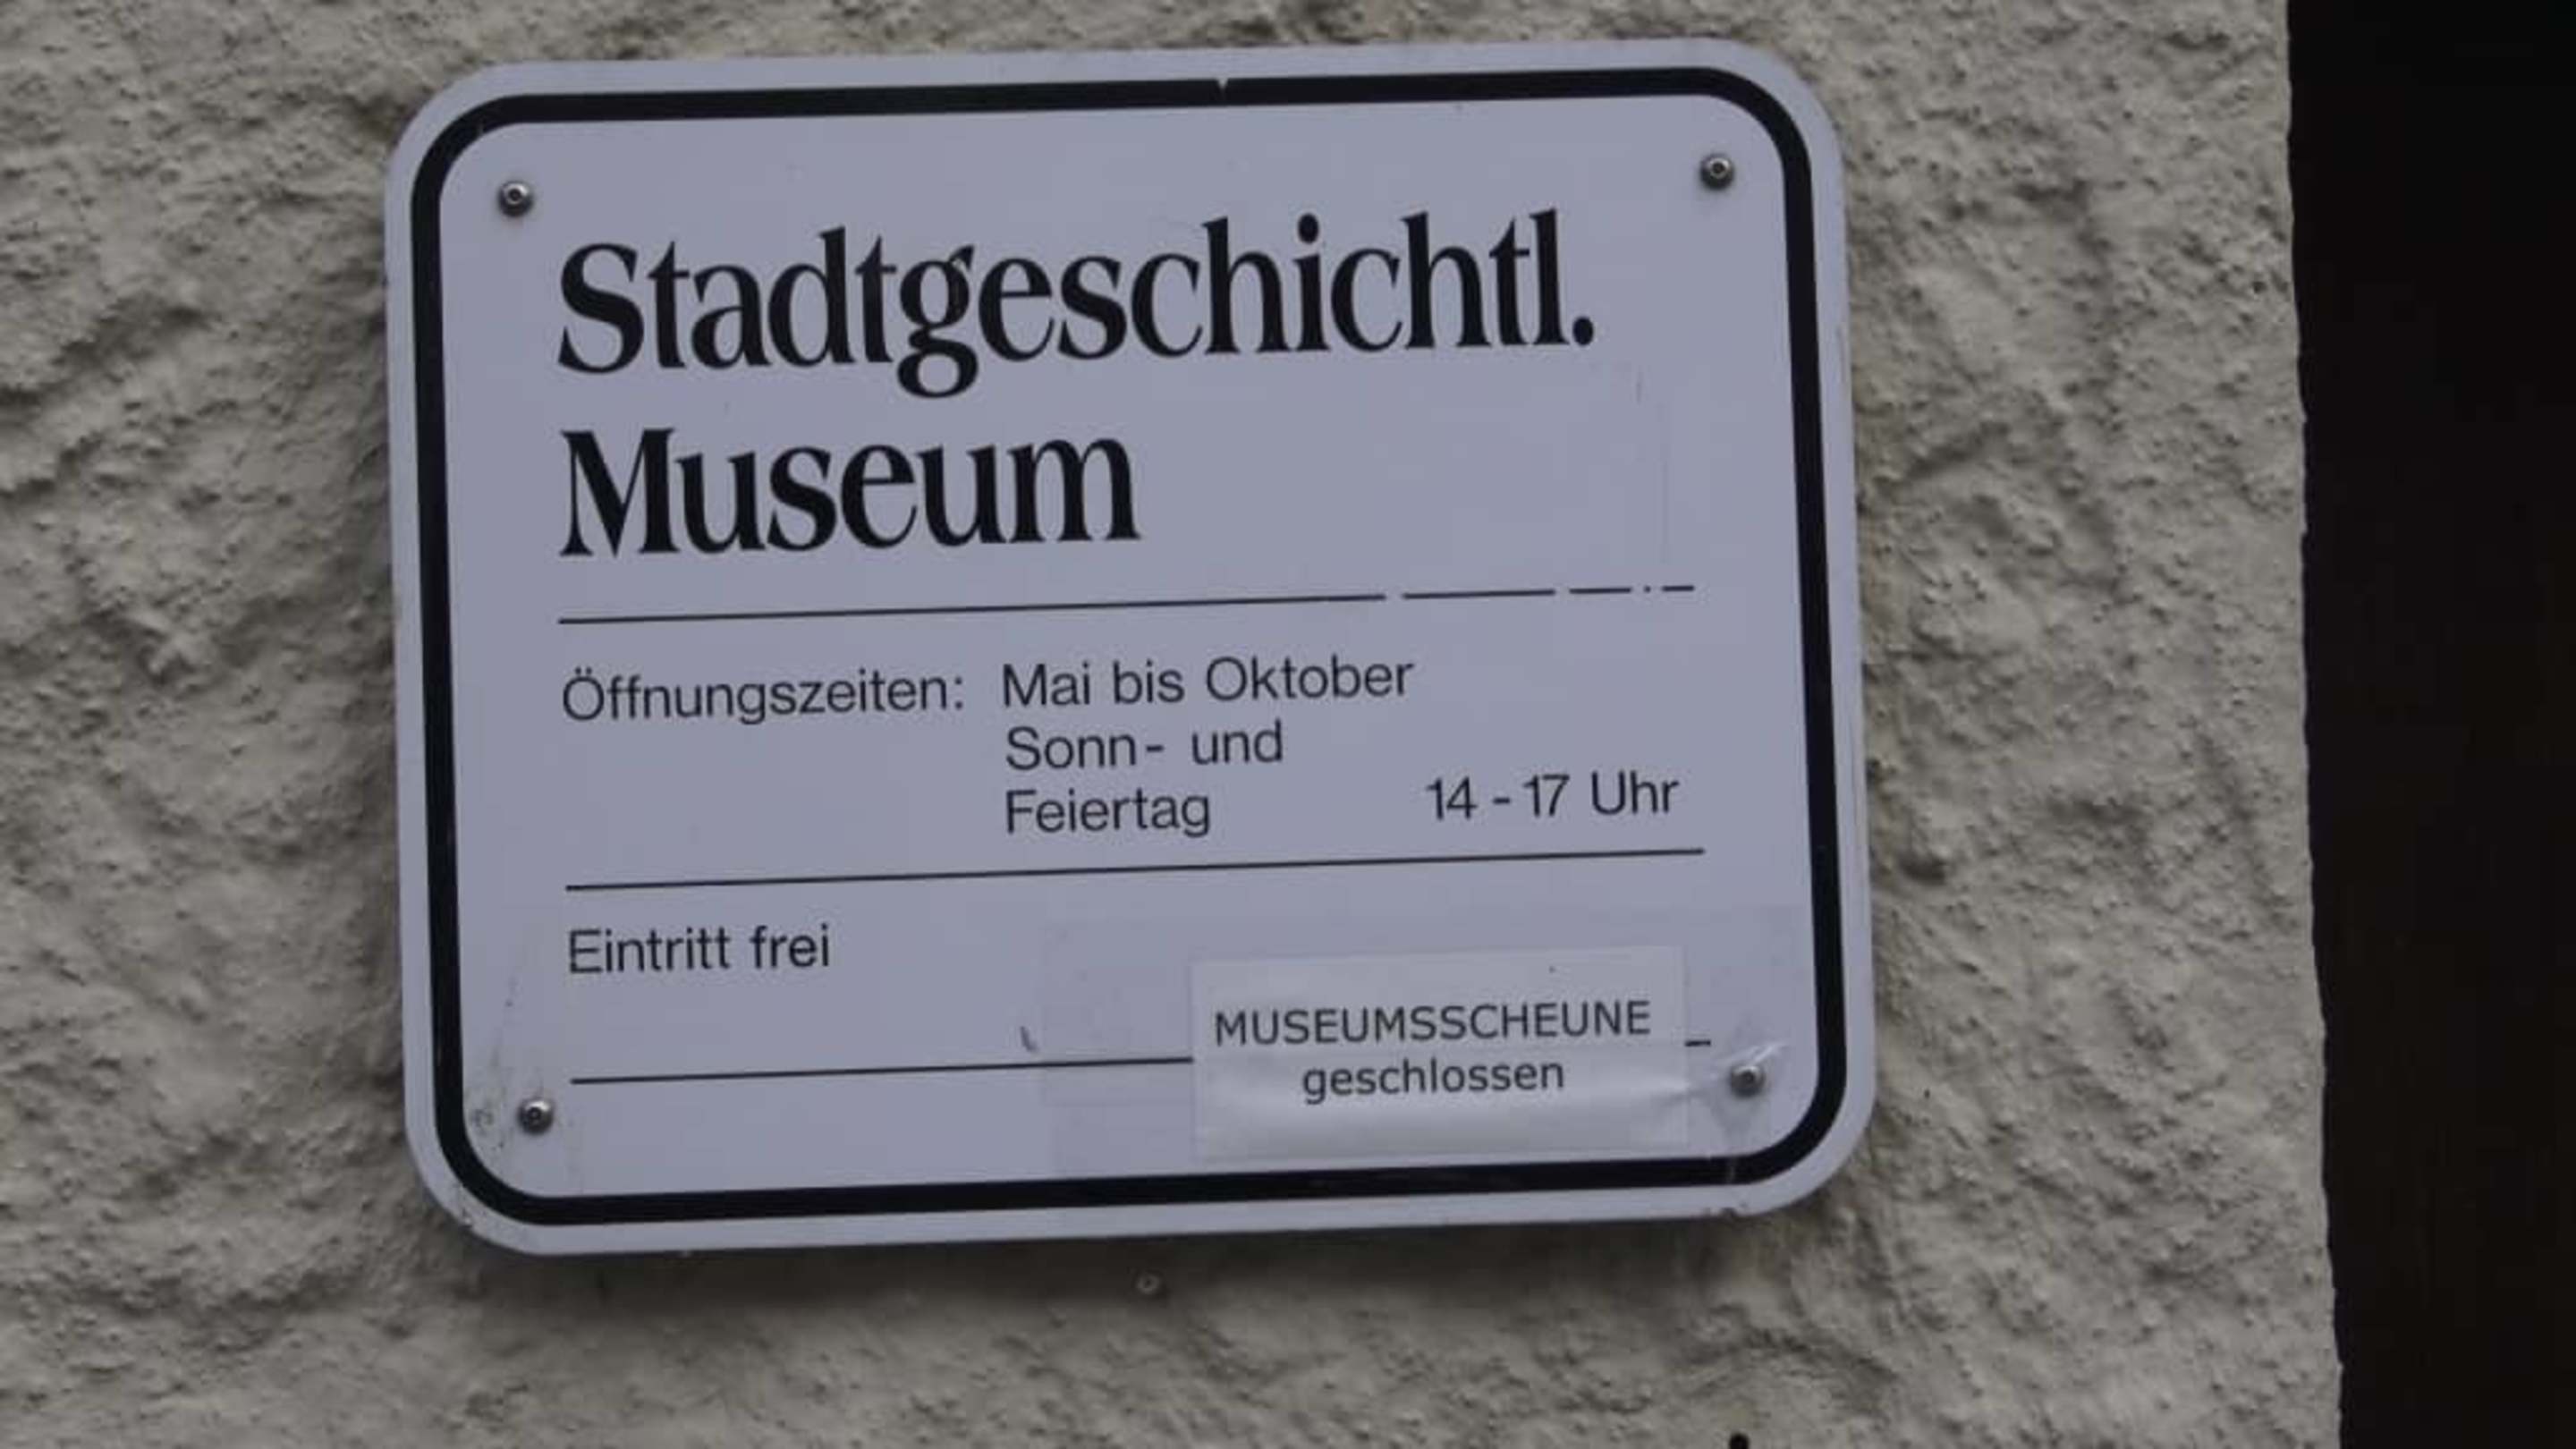 Stadtgeschichtl.
Museum
Öffnungszeiten: Mai bis Oktober
Sonn- und
Feiertag 14 - 17 Uhr
Eintritt frei
MUSEUMSSCHEUNE
geschlossen